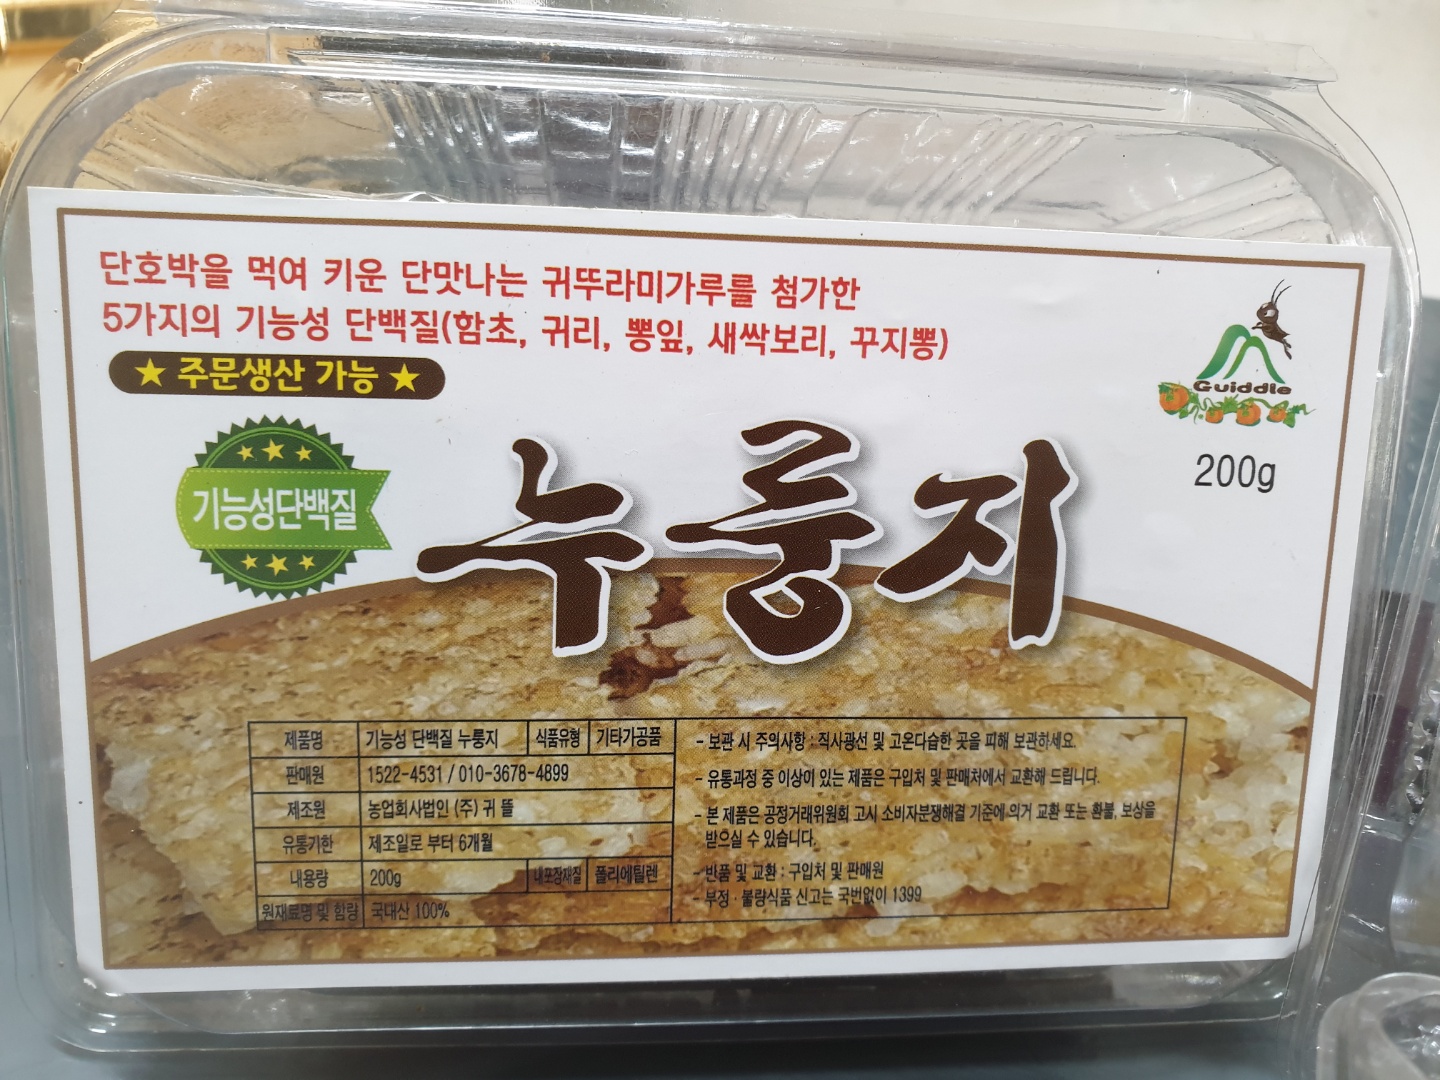 단호박을 먹여 키운 단맛나는 귀뚜라미가루를 첨가한
5가지의 기능성 단백질(함초, 귀리, 뽕잎, 새싹보리, 꾸지뽕)
★ 주문생산 가능 ★
Guiddle
200g
기능성단백질
누룽지
제품명 기능성 단백질 누룽지 식품유형 기타가공품
판매원 1522-4531 / 010-3678-4899
제조원 농업회사법인 (주) 귀 뜰
유통기한 제조일로 부터 6개월
내용량 200g 내포장재질 폴리에틸렌
원재료명 및 함량 국내산 100%
- 보관 시 주의사항 : 직사광선 및 고온다습한 곳을 피해 보관하세요.
- 유통과정 중 이상이 있는 제품은 구입처 및 판매처에서 교환해 드립니다.
- 본 제품은 공정거래위원회 고시 소비자분쟁해결 기준에 의거 교환 또는 환불, 보상을
받으실 수 있습니다.
- 반품 및 교환 : 구입처 및 판매원
- 부정 · 불량식품 신고는 국번없이 1399